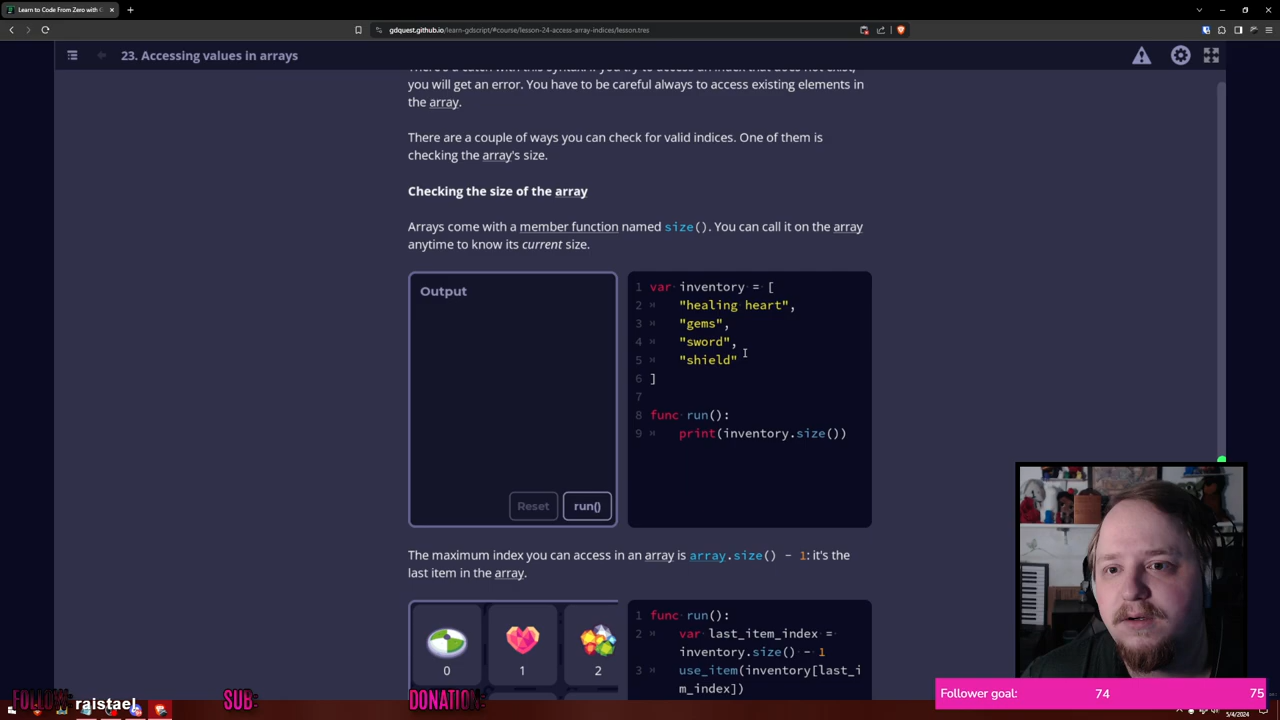 Learn to Code From Zero with G
gdquest.github.io/learn-gdscript/#course/lesson-24-access-array-indices/lesson.tres
23. Accessing values in arrays
you will get an error. You have to be careful always to access existing elements in
the array.
There are a couple of ways you can check for valid indices. One of them is
checking the array's size.
Checking the size of the array
Arrays come with a member function named size(). You can call it on the array
anytime to know its current size.
Output
Reset
run()
1 var inventory = [
2 "healing heart",
3 "gems",
4 "sword",
5 "shield"
6 ]
7
8 func run():
9 print(inventory.size())
The maximum index you can access in an array is array.size() - 1: it's the
last item in the array.
0
1
2
1 func run():
2 var last_item_index =
inventory.size() - 1
3 use_item(inventory[last_i
m_index])
FOLLOW: raistael
SUB:
DONATION:
Follower goal: 74 75
5/4/2024